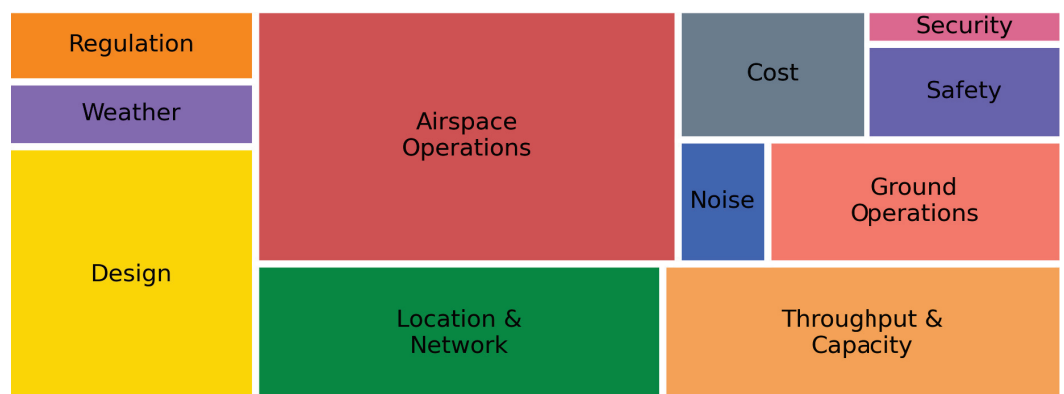 Regulation
Weather
Design
Airspace
Operations
Location &
Network
Cost
Security
Safety
Noise
Ground
Operations
Throughput &
Capacity